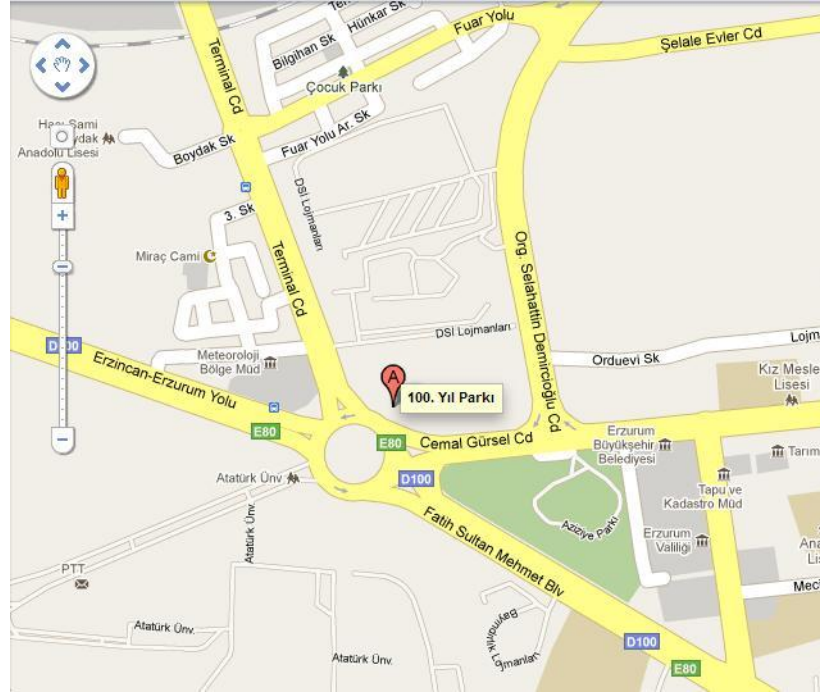 Hünkar Sk
Fuar Yolu
Şelale Evler Cd
Bilgihan Sk
Terminal Cd
Çocuk Parkı
Anadolu Lisesi
Boydak Sk
Fuar Yolu Ar. Sk
DSİ Lojmanları
3. Sk
Miraç Cami
Terminal Cd
Org. Selahattin Demircioğlu Cd
DSİ Lojmanları
Lojm
D100
Erzincan-Erzurum Yolu
Meteoroloji
Bölge Müd
Orduevi Sk
Kız Mesle
Lisesi
A
100. Yıl Parkı
E80
E80
Cemal Gürsel Cd
Erzurum
Büyükşehir
Belediyesi
Tarım
D100
Atatürk Ünv
Tapu ve
Kadastro Müd
Atatürk Ünv.
Fatih Sultan Mehmet Blv
Aziziye Parkı
Erzurum
Valiliği
Ana
Lis
PTT
Meci
Atatürk Ünv.
Bayındırlık Lojmanları
Atatürk Ünv.
D100
E80